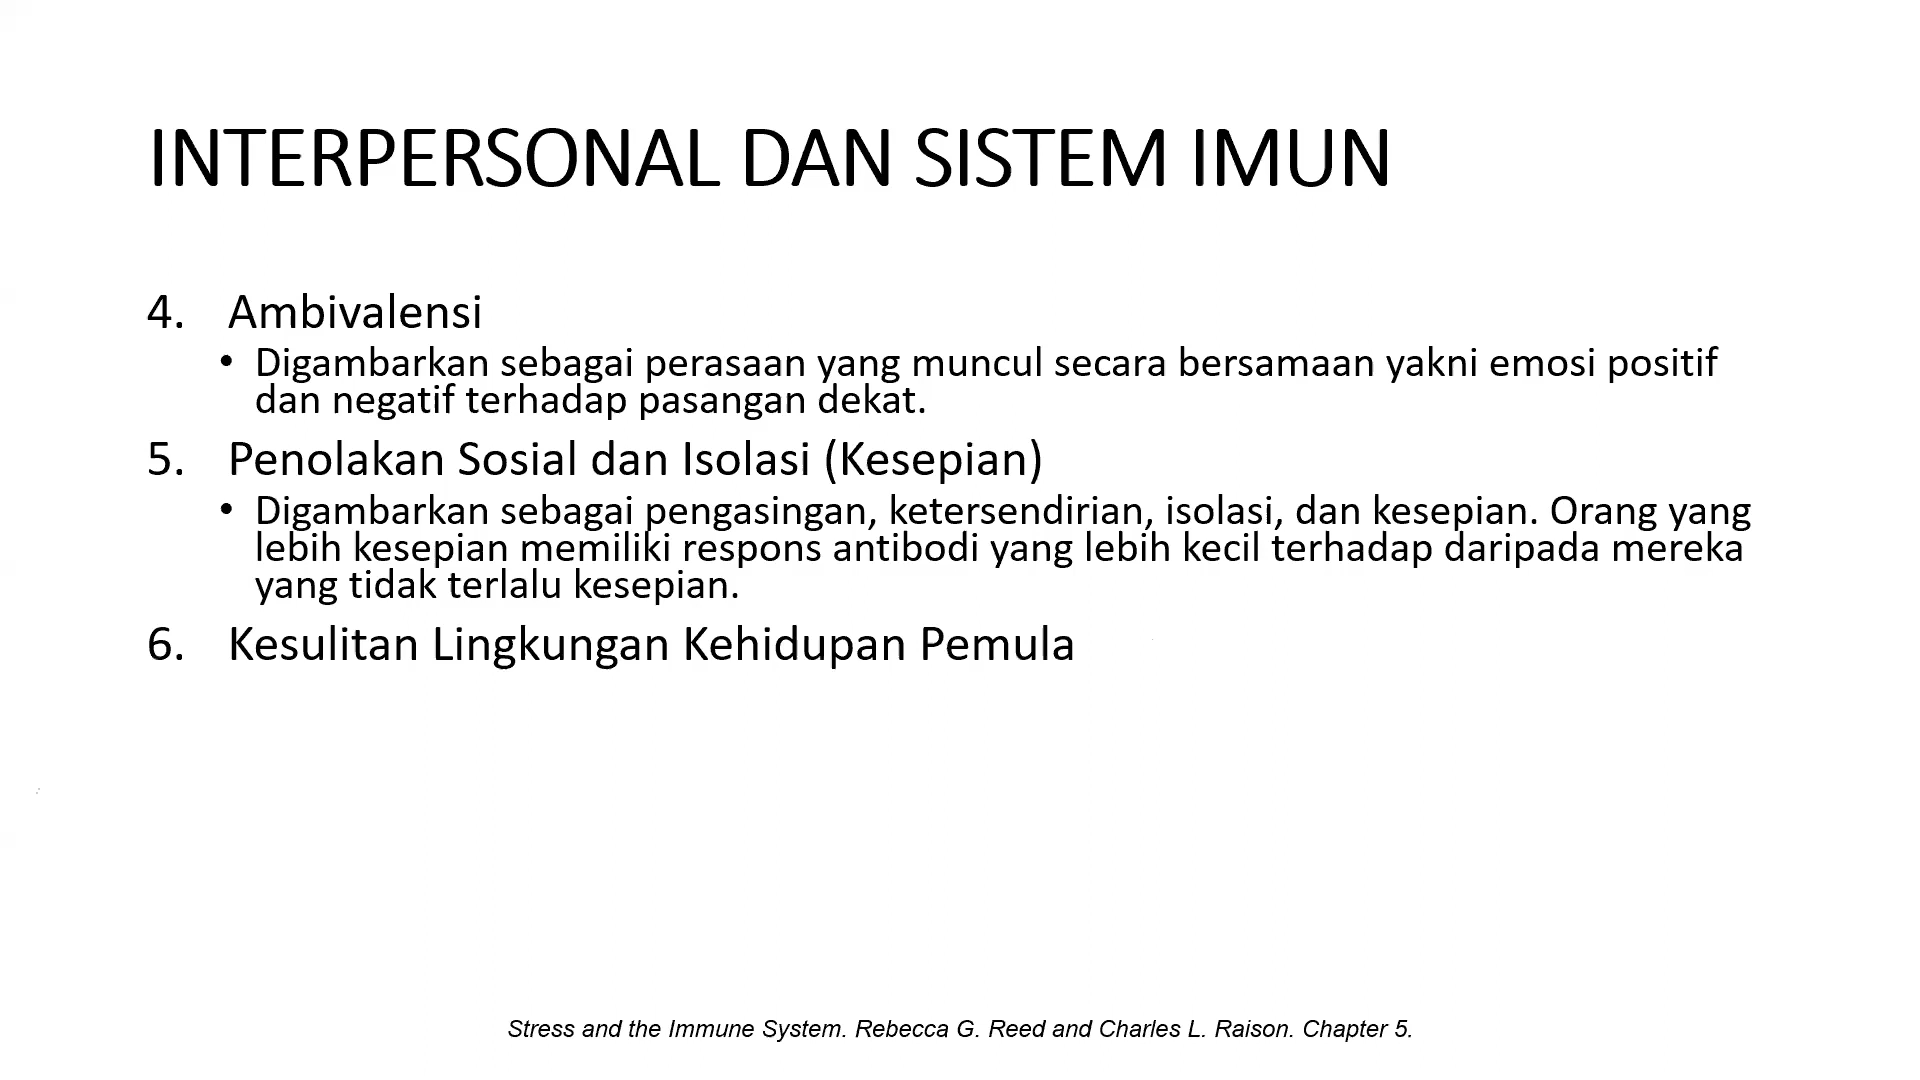 INTERPERSONAL DAN SISTEM IMUN
4. Ambivalensi
• Digambarkan sebagai perasaan yang muncul secara bersamaan yakni emosi positif
dan negatif terhadap pasangan dekat.
5. Penolakan Sosial dan Isolasi (Kesepian)
• Digambarkan sebagai pengasingan, ketersendirian, isolasi, dan kesepian. Orang yang
lebih kesepian memiliki respons antibodi yang lebih kecil terhadap daripada mereka
yang tidak terlalu kesepian.
6. Kesulitan Lingkungan Kehidupan Pemula
Stress and the Immune System. Rebecca G. Reed and Charles L. Raison. Chapter 5.